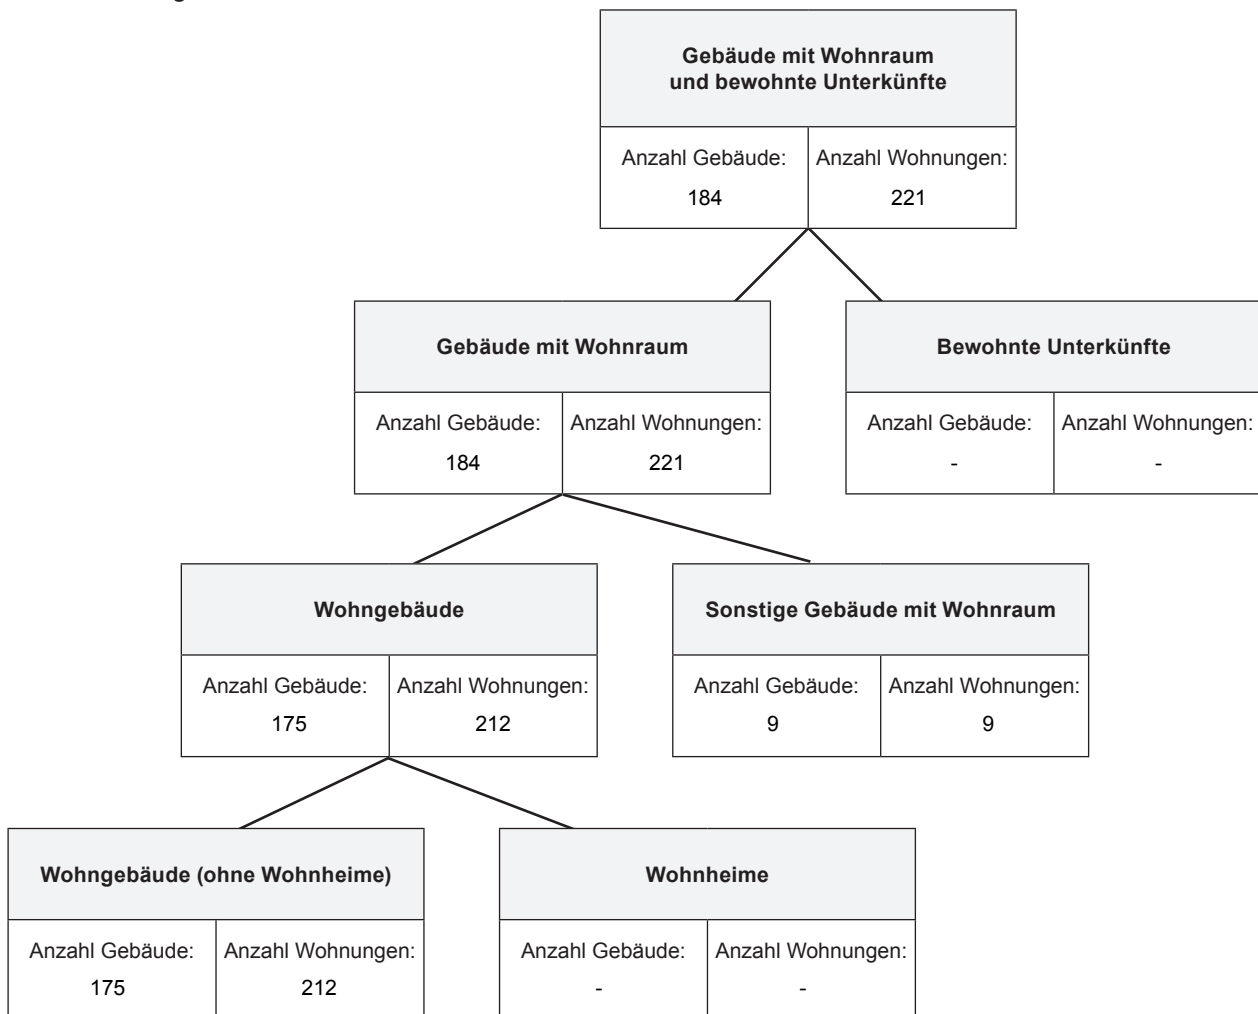 Gebäude mit Wohnraum
und bewohnte Unterkünfte
Anzahl Gebäude: Anzahl Wohnungen:
184 221
Gebäude mit Wohnraum
Anzahl Gebäude: Anzahl Wohnungen:
184 221
Bewohnte Unterkünfte
Anzahl Gebäude: Anzahl Wohnungen:
- -
Wohngebäude
Anzahl Gebäude: Anzahl Wohnungen:
175 212
Sonstige Gebäude mit Wohnraum
Anzahl Gebäude: Anzahl Wohnungen:
9 9
Wohngebäude (ohne Wohnheime)
Anzahl Gebäude: Anzahl Wohnungen:
175 212
Wohnheime
Anzahl Gebäude: Anzahl Wohnungen:
- -